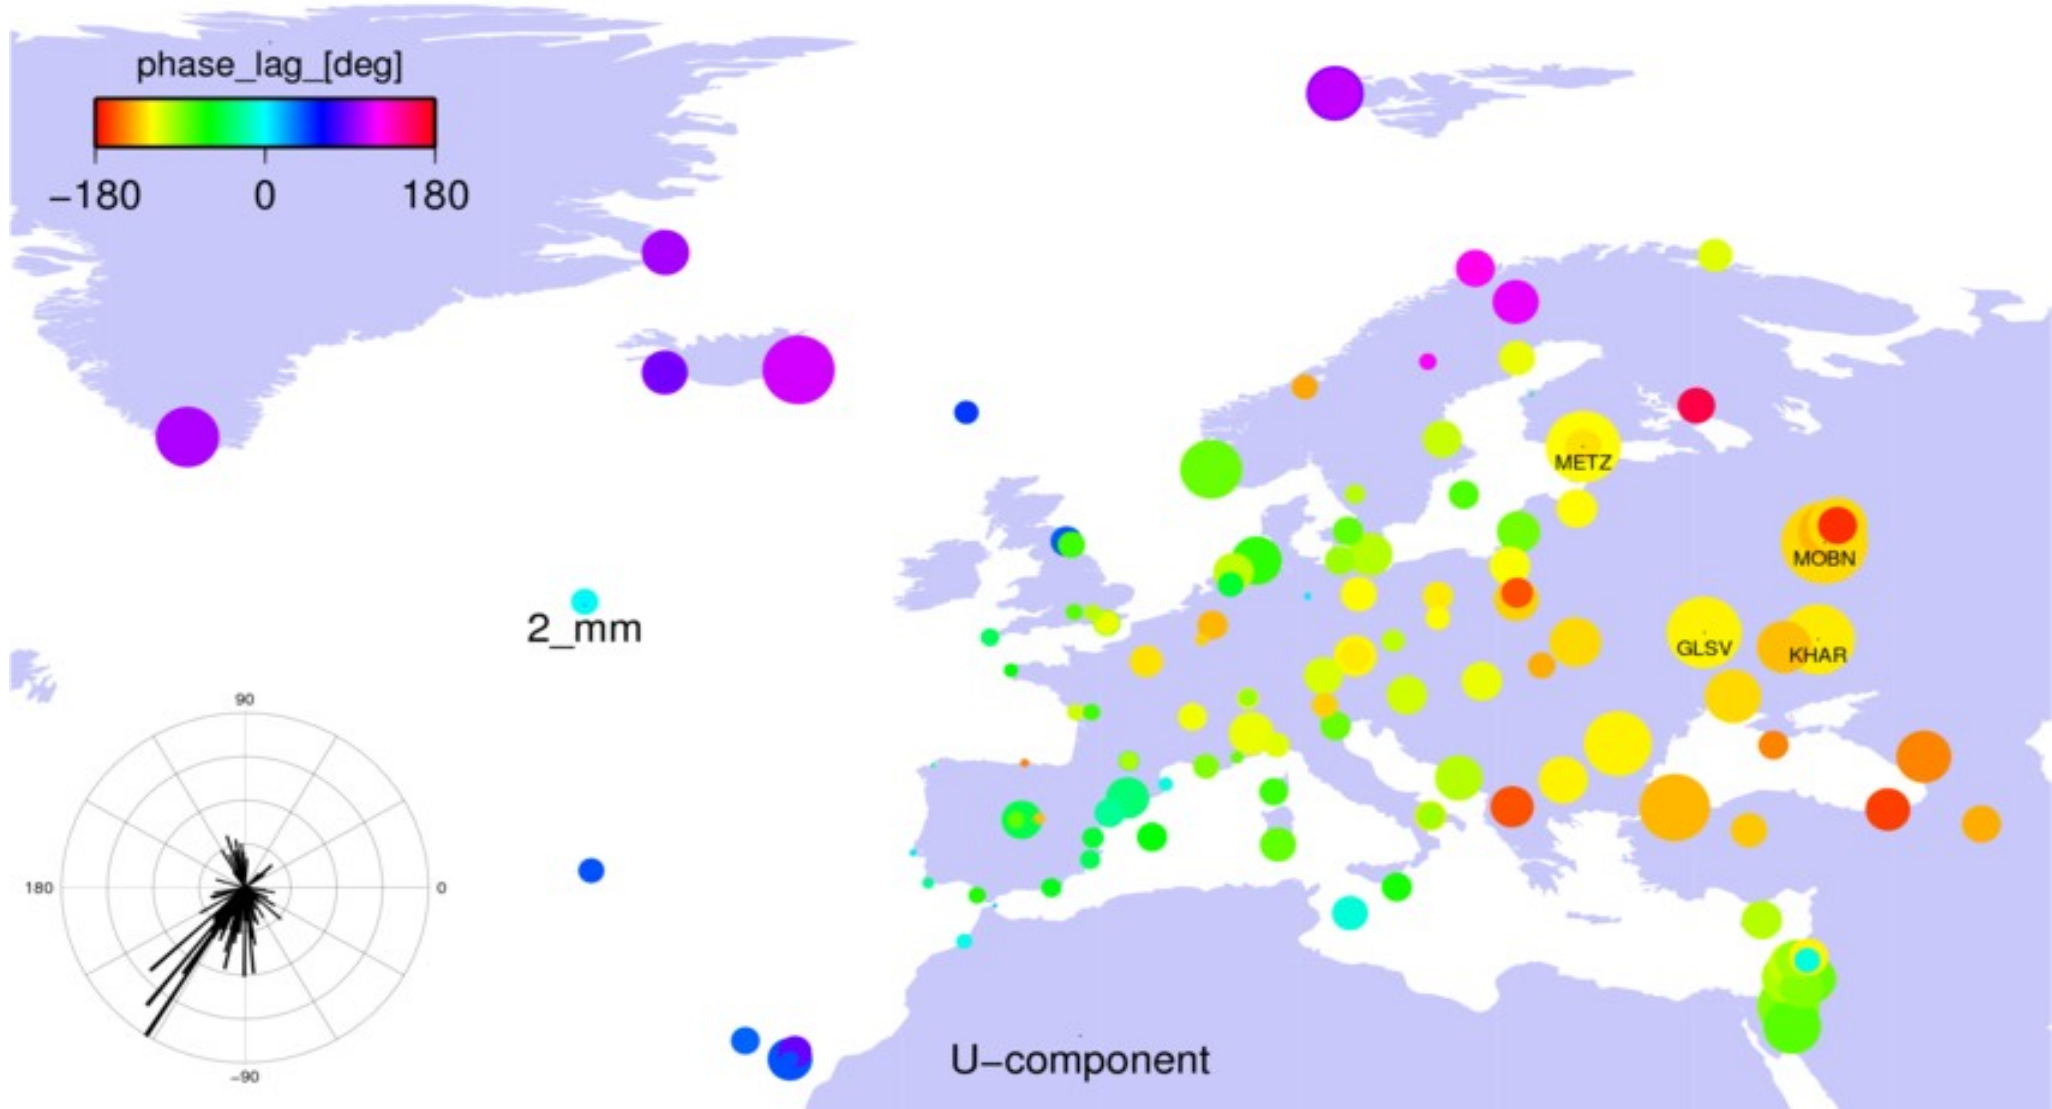 phase_lag_[deg]
−180 0 180
METZ
MOBN
GLSV
KHAR
2_mm
90
180 0
−90
U−component